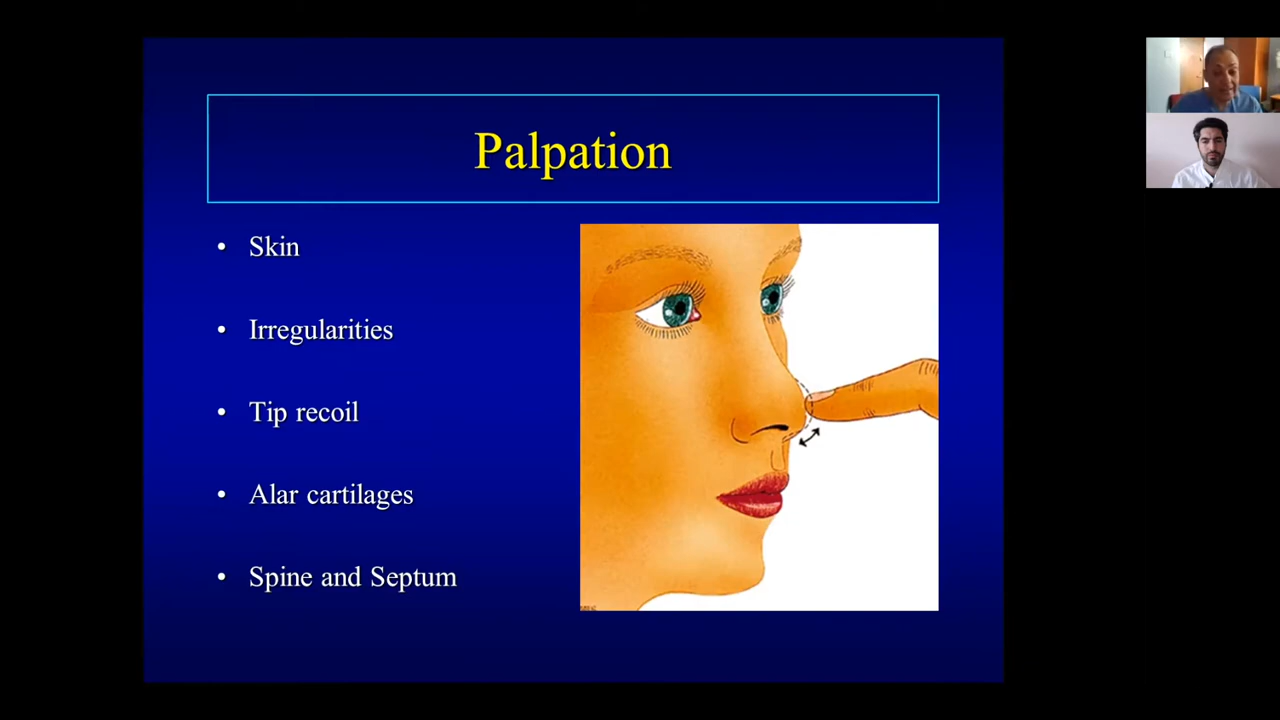 Palpation
• Skin
• Irregularities
• Tip recoil
• Alar cartilages
• Spine and Septum